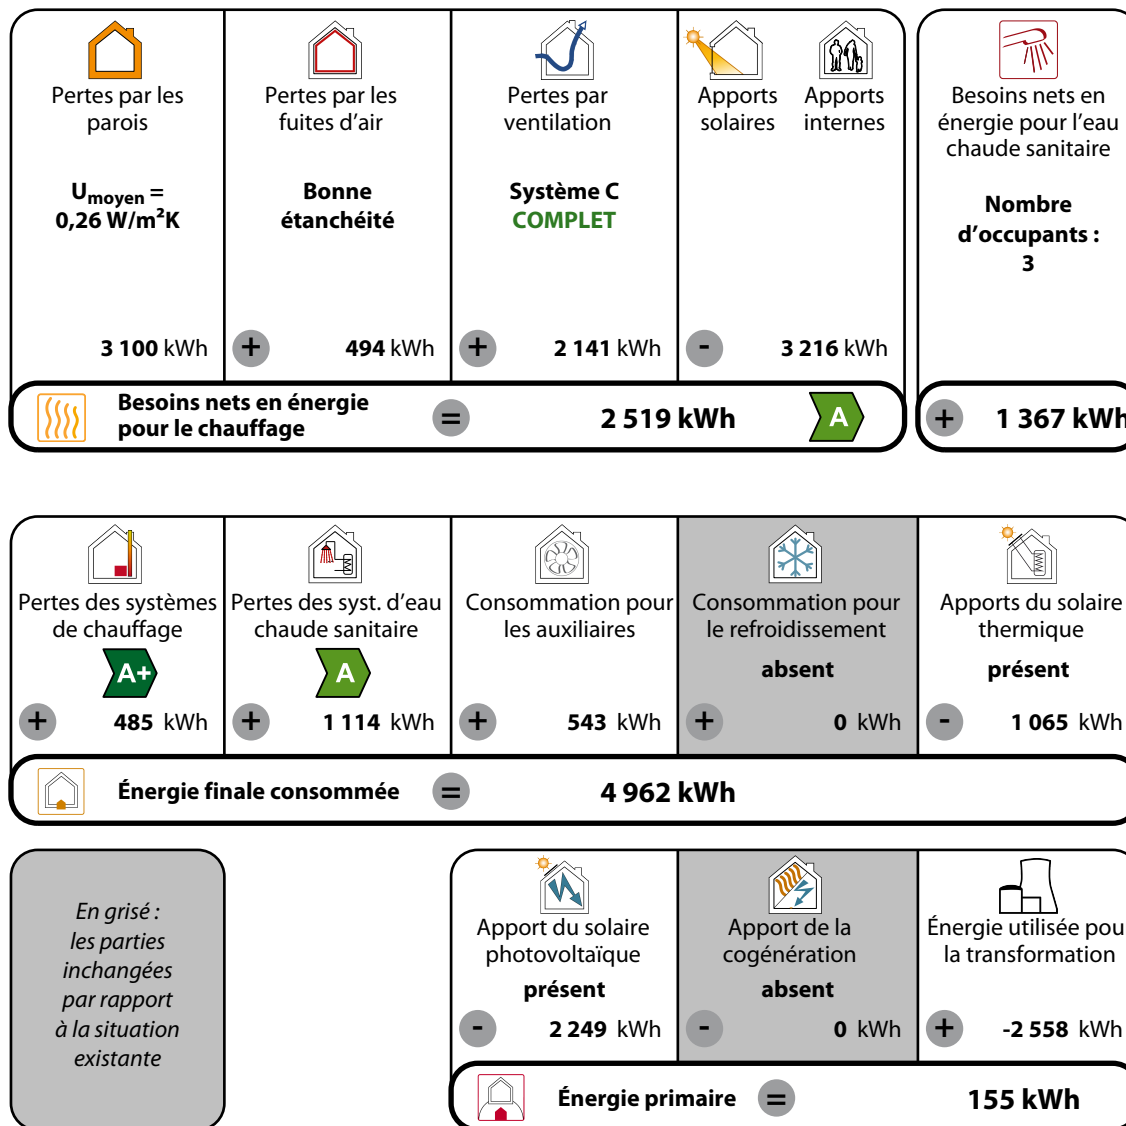 Pertes par les
parois
Umoyen =
0,26 W/m²K
3 100 kWh
Pertes par les
fuites d'air
Bonne
étanchéité
+ 494 kWh
Pertes par
ventilation
Système C
COMPLET
+ 2 141 kWh
Apports
solaires
Apports
internes
- 3 216 kWh
Besoins nets en
énergie pour l'eau
chaude sanitaire
Nombre
d'occupants :
3
Besoins nets en énergie
pour le chauffage
= 2 519 kWh A
+ 1 367 kWh
Pertes des systèmes
de chauffage
A+
+ 485 kWh
Pertes des syst. d'eau
chaude sanitaire
A
+ 1 114 kWh
Consommation pour
les auxiliaires
+ 543 kWh
Consommation pour
le refroidissement
absent
+ 0 kWh
Apports du solaire
thermique
présent
- 1 065 kWh
Énergie finale consommée = 4 962 kWh
En grisé :
les parties
inchangées
par rapport
à la situation
existante
Apport du solaire
photovoltaïque
présent
- 2 249 kWh
Apport de la
cogénération
absent
- 0 kWh
Énergie utilisée pou
la transformation
+ -2 558 kWh
Énergie primaire = 155 kWh